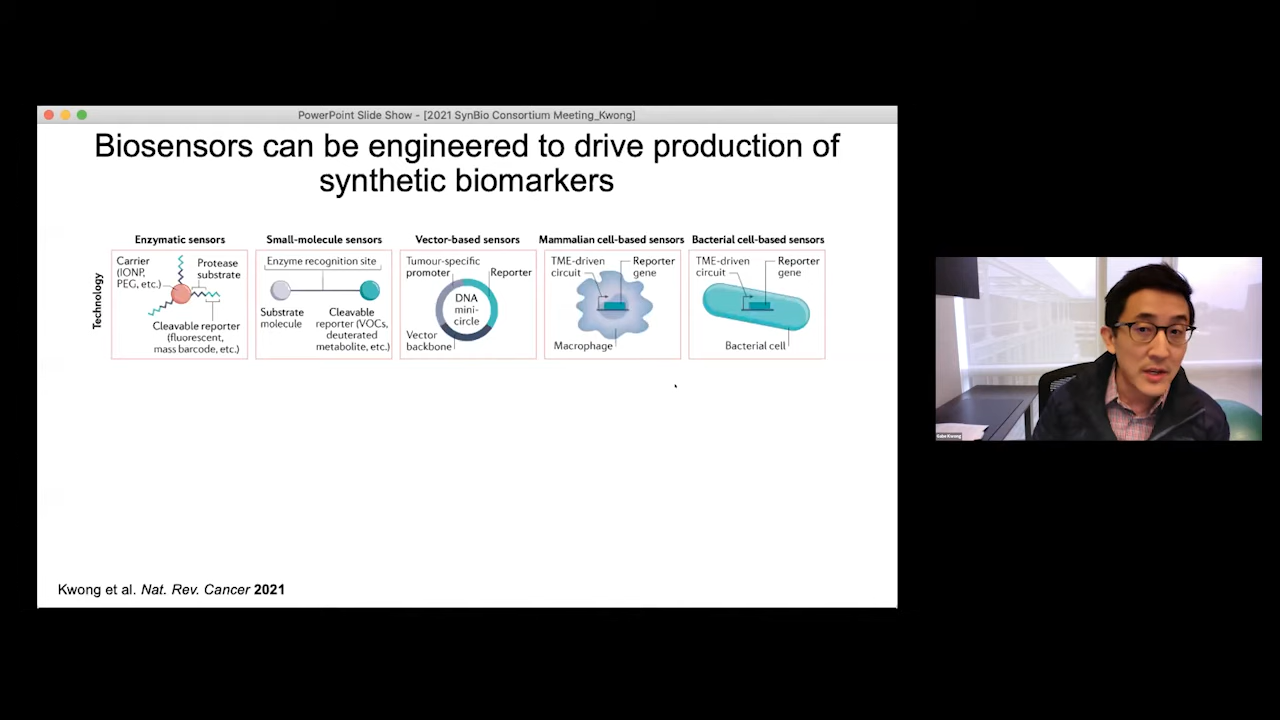 PowerPoint Slide Show - [2021 SynBio Consortium Meeting_Kwong]
Biosensors can be engineered to drive production of
synthetic biomarkers
Technology
Enzymatic sensors
Carrier
(IONP,
PEG, etc.)
Protease
substrate
Cleavable reporter
(fluorescent,
mass barcode, etc.)
Small-molecule sensors
Enzyme recognition site
Substrate
molecule
Cleavable
reporter (VOCs,
deuterated
metabolite, etc.)
Vector-based sensors
Tumour-specific
promoter
Reporter
DNA
mini-
circle
Vector
backbone
Mammalian cell-based sensors
TME-driven
circuit
Reporter
gene
Macrophage
Bacterial cell-based sensors
TME-driven
circuit
Reporter
gene
Bacterial cell
Kwong et al. Nat. Rev. Cancer 2021
Gabe Kwong